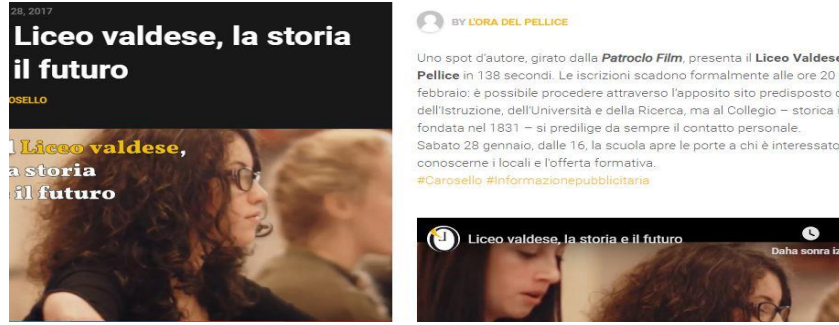 28, 2017
Liceo valdese, la storia
il futuro
OSELLO
Liceo valdese,
a storia
il futuro
BY L'ORA DEL PELLICE
Uno spot d'autore, girato dalla Patroclo Film, presenta il Liceo Valdese
Pellice in 138 secondi. Le iscrizioni scadono formalmente alle ore 20
febbraio: è possibile procedere attraverso l'apposito sito predisposto d
dell'Istruzione, dell'Università e della Ricerca, ma al Collegio – storica i
fondata nel 1831 – si predilige da sempre il contatto personale.
Sabato 28 gennaio, dalle 16, la scuola apre le porte a chi è interessato
conoscerne i locali e l'offerta formativa.
#Carosello #Informazionepubblicitaria
Liceo valdese, la storia e il futuro
Daha sonra iz